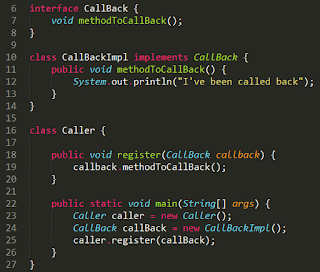 6 interface CallBack {
7     void methodToCallBack();
8 }
9
10 class CallBackImpl implements CallBack {
11     public void methodToCallBack() {
12         System.out.println("I've been called back");
13     }
14 }
15
16 class Caller {
17
18     public void register(CallBack callback) {
19         callback.methodToCallBack();
20     }
21
22     public static void main(String[] args) {
23         Caller caller = new Caller();
24         CallBack callBack = new CallBackImpl();
25         caller.register(callBack);
26     }
27 }